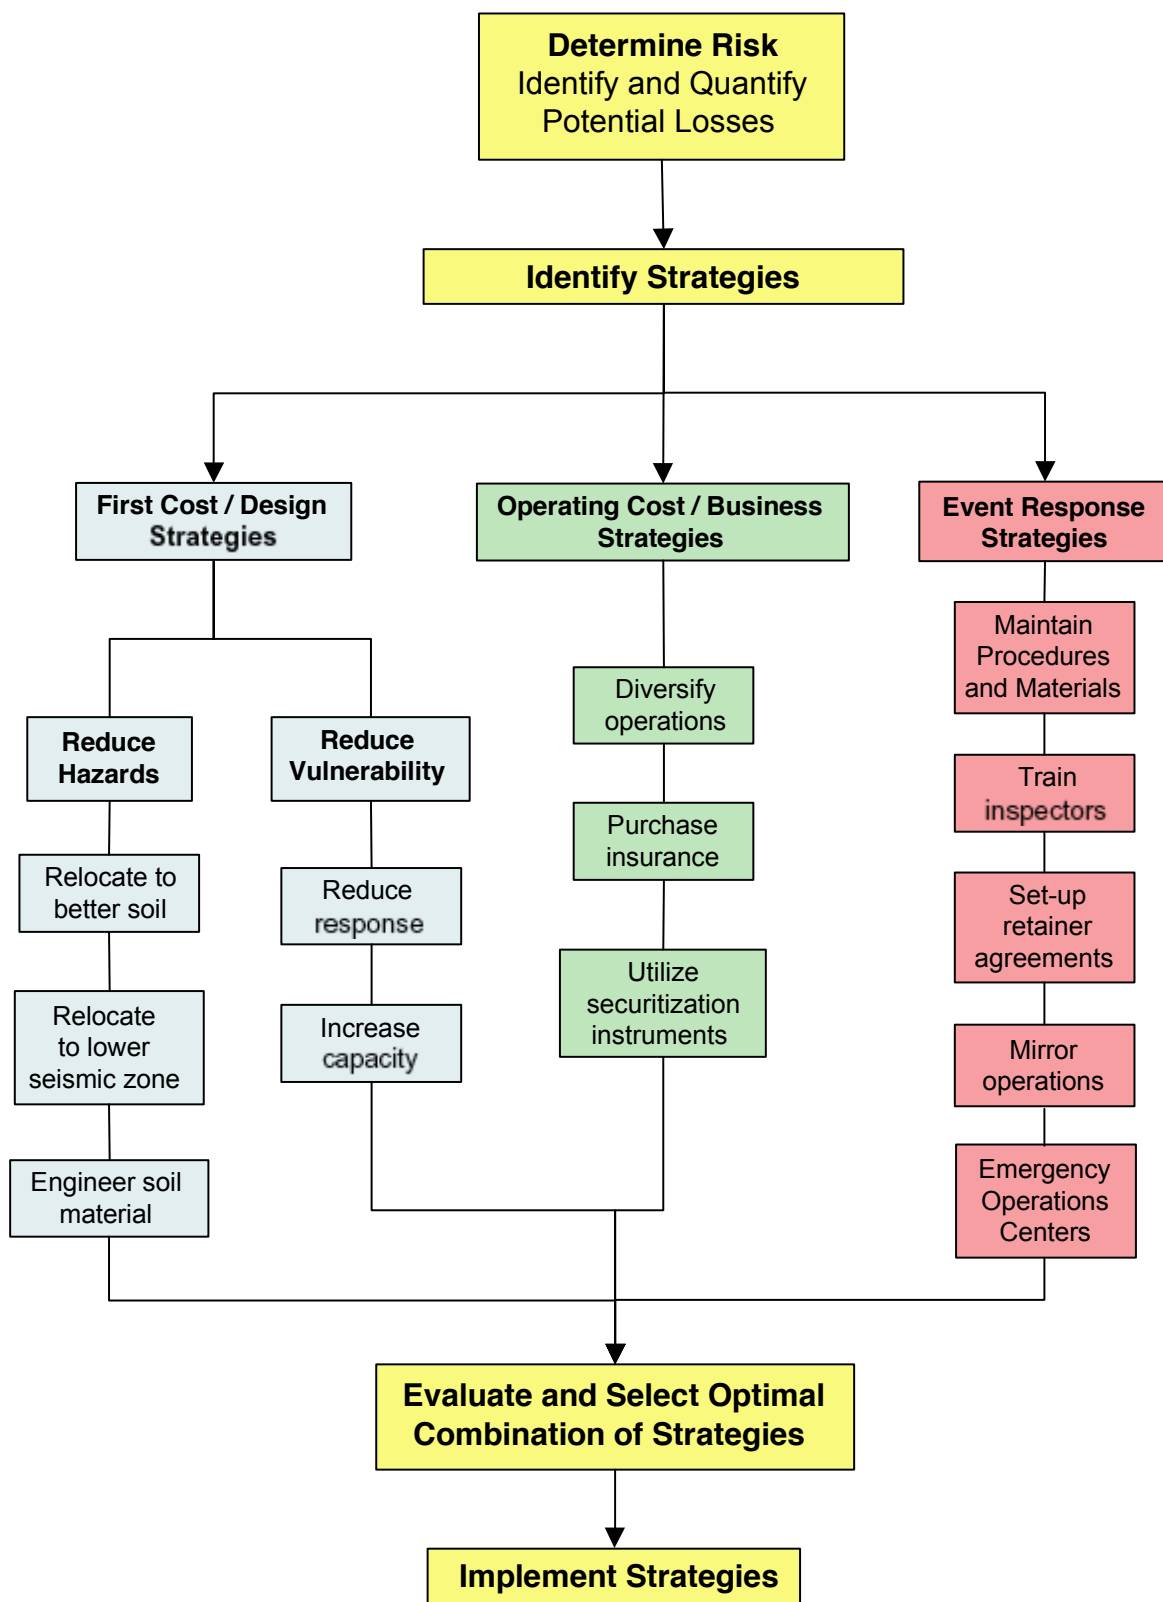 Determine Risk
Identify and Quantify
Potential Losses
Identify Strategies
First Cost / Design
Strategies
Operating Cost / Business
Strategies
Event Response
Strategies
Reduce
Hazards
Relocate to
better soil
Relocate
to lower
seismic zone
Engineer soil
material
Reduce
Vulnerability
Reduce
response
Increase
capacity
Diversify
operations
Purchase
insurance
Utilize
securitization
instruments
Maintain
Procedures
and Materials
Train
inspectors
Set-up
retainer
agreements
Mirror
operations
Emergency
Operations
Centers
Evaluate and Select Optimal
Combination of Strategies
Implement Strategies